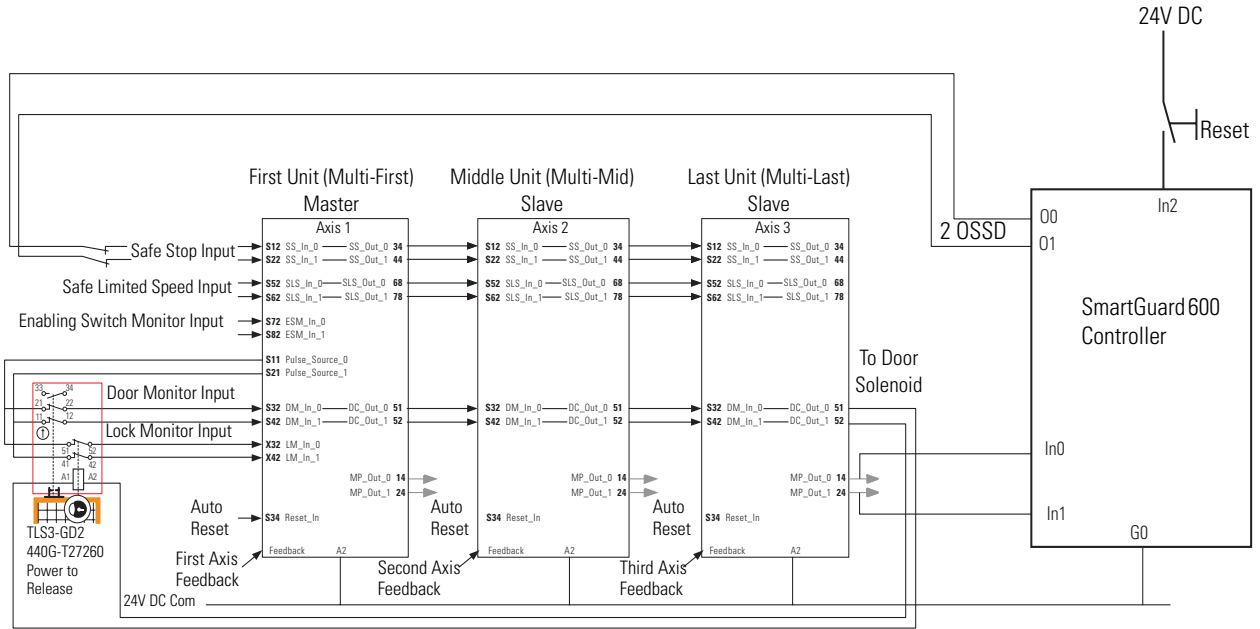 24V DC
Reset
First Unit (Multi-First)
Master
Middle Unit (Multi-Mid)
Slave
Last Unit (Multi-Last)
Slave
Axis 1
Axis 2
Axis 3
O0
O1
2 OSSD
In2
SmartGuard 600
Controller
In0
In1
G0
Safe Stop Input
Safe Limited Speed Input
Enabling Switch Monitor Input
Door Monitor Input
Lock Monitor Input
S12 SS_In_0 SS_Out_0 34
S22 SS_In_1 SS_Out_1 44
S52 SLS_In_0 SLS_Out_0 68
S62 SLS_In_1 SLS_Out_1 78
S72 ESM_In_0
S82 ESM_In_1
S11 Pulse_Source_0
S21 Pulse_Source_1
S32 DM_In_0 DC_Out_0 51
S42 DM_In_1 DC_Out_1 52
X32 LM_In_0
X42 LM_In_1
MP_Out_0 14
MP_Out_1 24
S34 Reset_In
Feedback A2
S12 SS_In_0 SS_Out_0 34
S22 SS_In_1 SS_Out_1 44
S52 SLS_In_0 SLS_Out_0 68
S62 SLS_In_1 SLS_Out_1 78
S32 DM_In_0 DC_Out_0 51
S42 DM_In_1 DC_Out_1 52
MP_Out_0 14
MP_Out_1 24
S34 Reset_In
Feedback A2
S12 SS_In_0 SS_Out_0 34
S22 SS_In_1 SS_Out_1 44
S52 SLS_In_0 SLS_Out_0 68
S62 SLS_In_1 SLS_Out_1 78
S32 DM_In_0 DC_Out_0 51
S42 DM_In_1 DC_Out_1 52
MP_Out_0 14
MP_Out_1 24
S34 Reset_In
Feedback A2
To Door
Solenoid
33 34
21 22
11 12
51 52
41 42
A1 A2
TLS3-GD2
440G-T27260
Power to
Release
Auto
Reset
Auto
Reset
Auto
Reset
First Axis
Feedback
Second Axis
Feedback
Third Axis
Feedback
24V DC Com